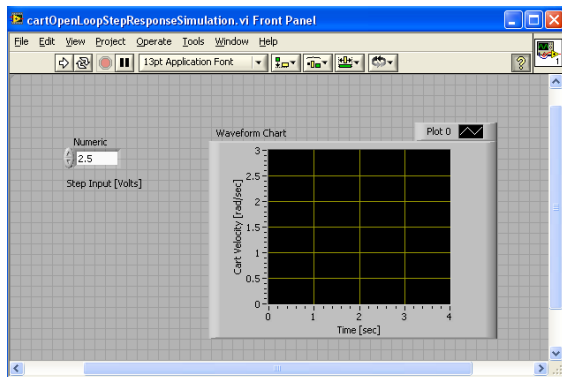 cartOpenLoopStepResponseSimulation.vi Front Panel
File Edit View Project Operate Tools Window Help
13pt Application Font
1
Numeric
2.5
Step Input [Volts]
Waveform Chart
Plot 0
Cart Velocity [rad/sec]
3
2.5
2
1.5
1
0.5
0
0 1 2 3 4
Time [sec]